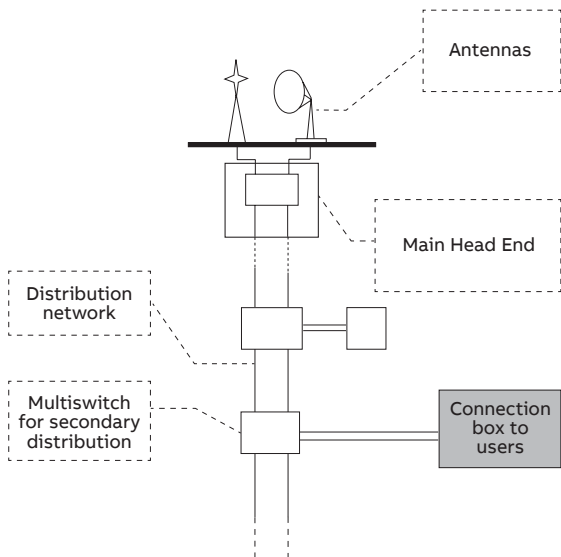 Antennas
Main Head End
Distribution
network
Multiswitch
for secondary
distribution
Connection
box to
users